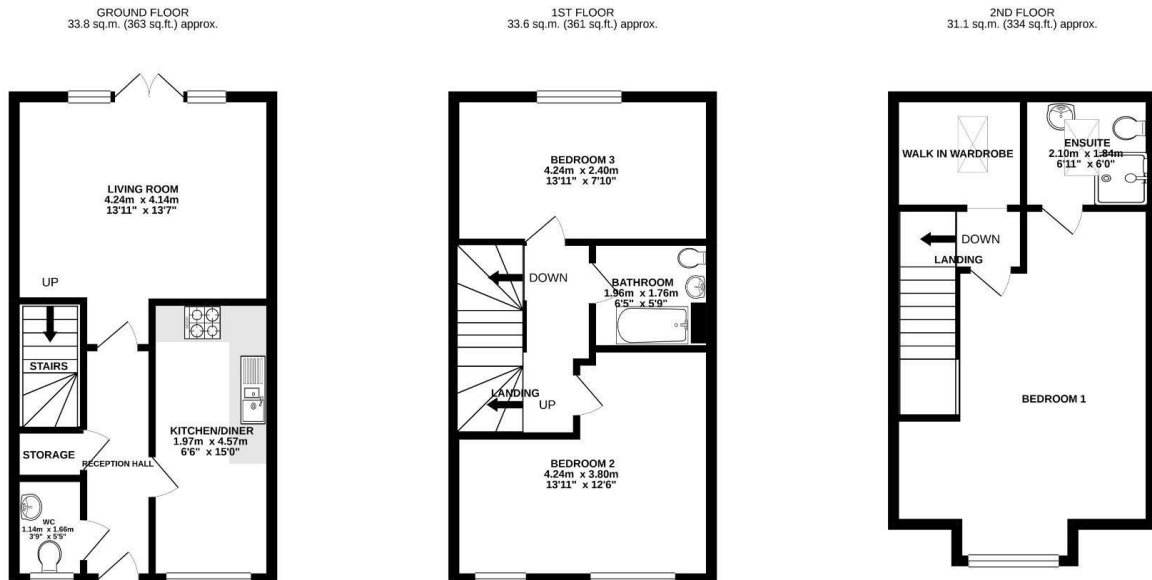 GROUND FLOOR
33.8 sq.m. (363 sq.ft.) approx.
LIVING ROOM
4.24m x 4.14m
13'11" x 13'7"
UP
STAIRS
STORAGE
RECEPTION HALL
KITCHEN/DINER
1.97m x 4.57m
6'6" x 15'0"
WC
1.14m x 1.66m
3'9" x 5'5"
1ST FLOOR
33.6 sq.m. (361 sq.ft.) approx.
BEDROOM 3
4.24m x 2.40m
13'11" x 7'10"
DOWN
BATHROOM
1.96m x 1.76m
6'5" x 5'9"
LANDING
UP
BEDROOM 2
4.24m x 3.80m
13'11" x 12'6"
2ND FLOOR
31.1 sq.m. (334 sq.ft.) approx.
WALK IN WARDROBE
ENSUITE
2.10m x 1.84m
6'11" x 6'0"
DOWN
LANDING
BEDROOM 1